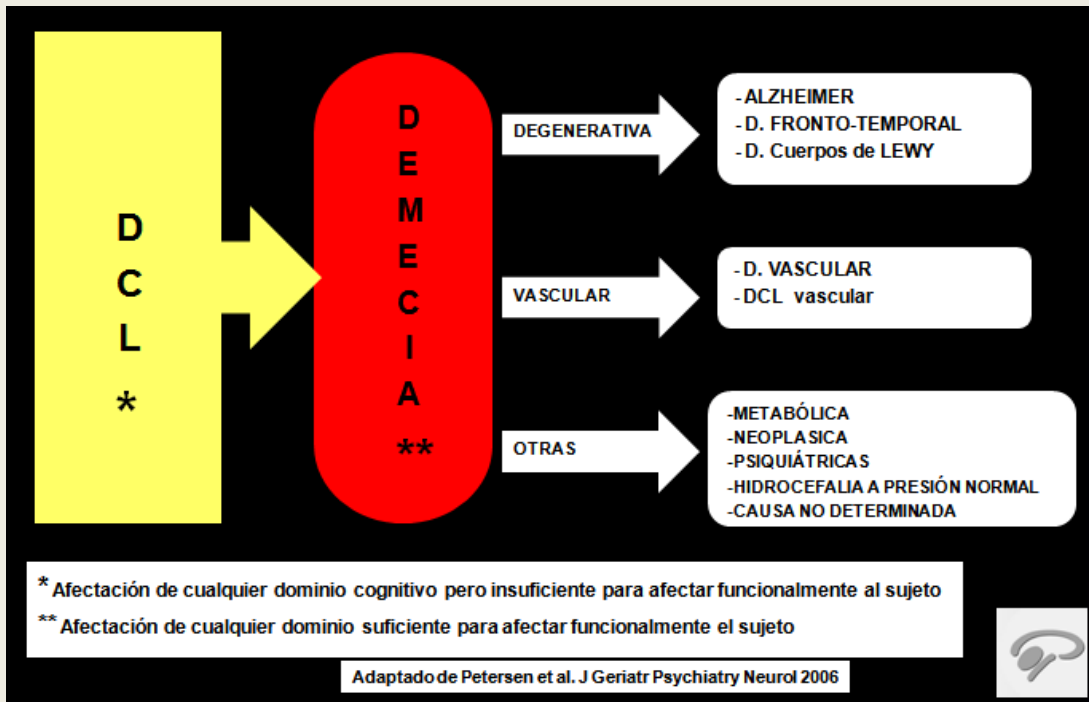 DCL*
DEMECIA**
DEGENERATIVA
-ALZHEIMER
-D. FRONTO-TEMPORAL
-D. Cuerpos de LEWY
VASCULAR
-D. VASCULAR
-DCL vascular
OTRAS
-METABÓLICA
-NEOPLASICA
-PSIQUIÁTRICAS
-HIDROCEFALIA A PRESIÓN NORMAL
-CAUSA NO DETERMINADA
* Afectación de cualquier dominio cognitivo pero insuficiente para afectar funcionalmente al sujeto
** Afectación de cualquier dominio suficiente para afectar funcionalmente el sujeto
Adaptado de Petersen et al. J Geriatr Psychiatry Neurol 2006